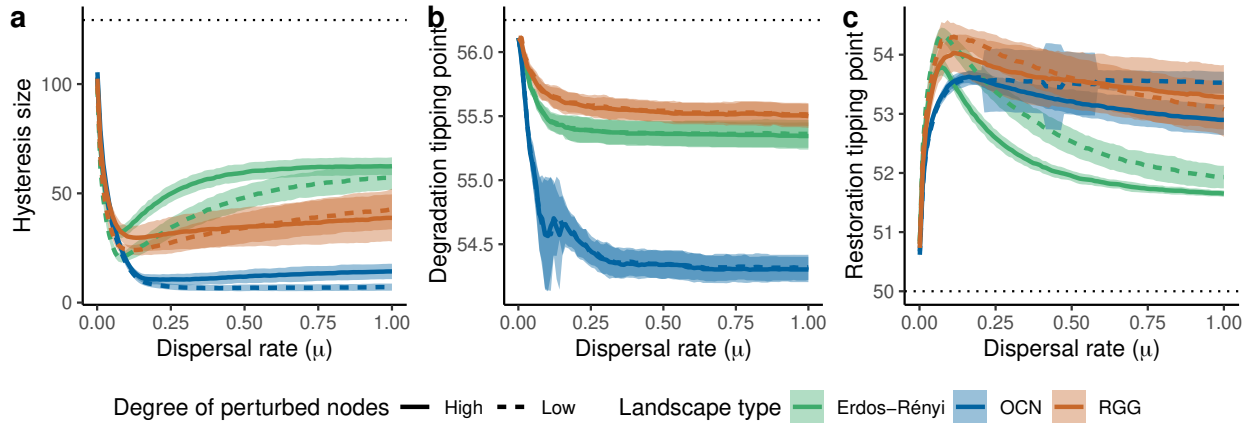 a
b
c
Hysteresis size
100
50
0
0.00
0.25
0.50
0.75
1.00
Dispersal rate (μ)
Degradation tipping point
56.0
55.5
55.0
54.5
0.00
0.25
0.50
0.75
1.00
Dispersal rate (μ)
Restoration tipping point
54
53
52
51
50
0.00
0.25
0.50
0.75
1.00
Dispersal rate (μ)
Degree of perturbed nodes
High
Low
Landscape type
Erdos−Rényi
OCN
RGG